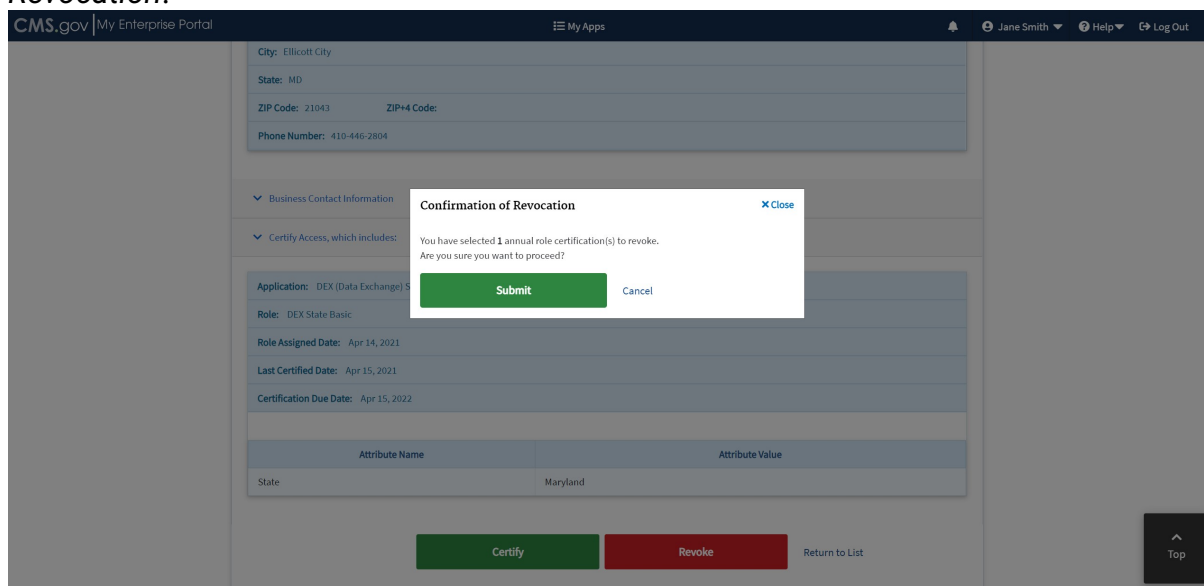 Revocation.
CMS.gov My Enterprise Portal My Apps Jane Smith Help Log Out
City: Ellicott City
State: MD
ZIP Code: 21043 ZIP+4 Code:
Phone Number: 410-446-2804
Business Contact Information
Confirmation of Revocation Close
Certify Access, which includes:
You have selected 1 annual role certification(s) to revoke.
Are you sure you want to proceed?
Submit Cancel
Application: DEX (Data Exchange) S
Role: DEX State Basic
Role Assigned Date: Apr 14, 2021
Last Certified Date: Apr 15, 2021
Certification Due Date: Apr 15, 2022
Attribute Name Attribute Value
State Maryland
Certify Revoke Return to List
Top